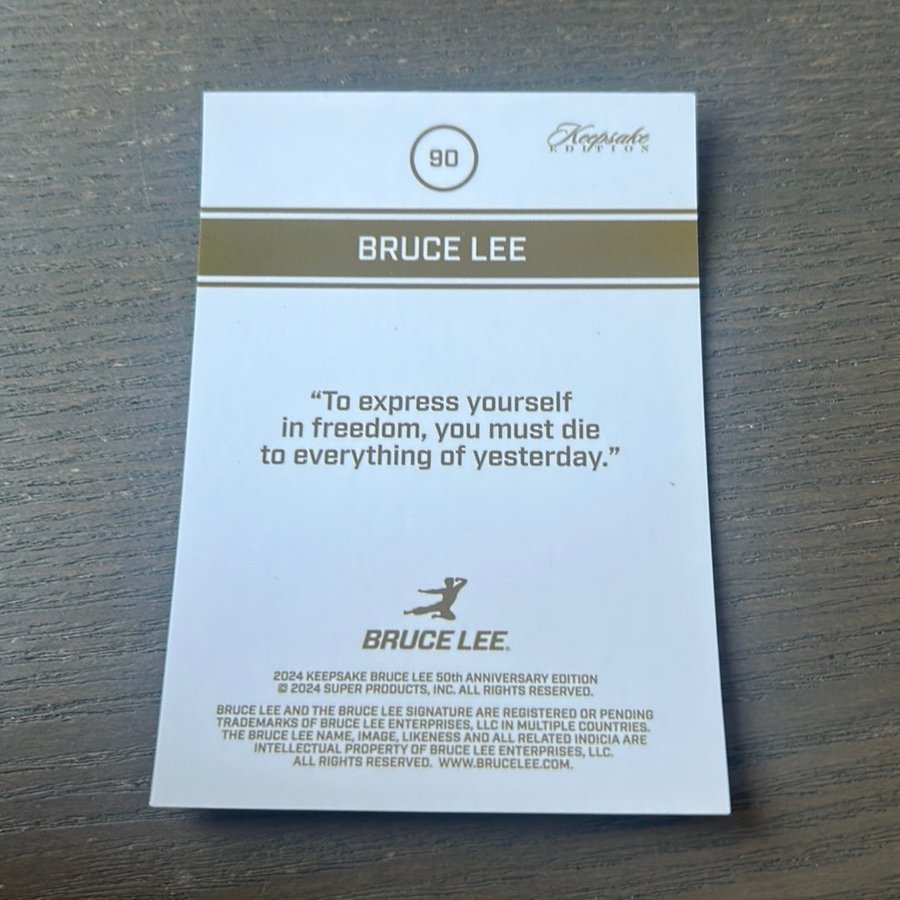 90
Keepsake
EDITION
BRUCE LEE
“To express yourself
in freedom, you must die
to everything of yesterday.”
BRUCE LEE®
2024 KEEPSAKE BRUCE LEE 50th ANNIVERSARY EDITION
© 2024 SUPER PRODUCTS, INC. ALL RIGHTS RESERVED.
BRUCE LEE AND THE BRUCE LEE SIGNATURE ARE REGISTERED OR PENDING
TRADEMARKS OF BRUCE LEE ENTERPRISES, LLC IN MULTIPLE COUNTRIES.
THE BRUCE LEE NAME, IMAGE, LIKENESS AND ALL RELATED INDICIA ARE
INTELLECTUAL PROPERTY OF BRUCE LEE ENTERPRISES, LLC.
ALL RIGHTS RESERVED. WWW.BRUCELEE.COM.